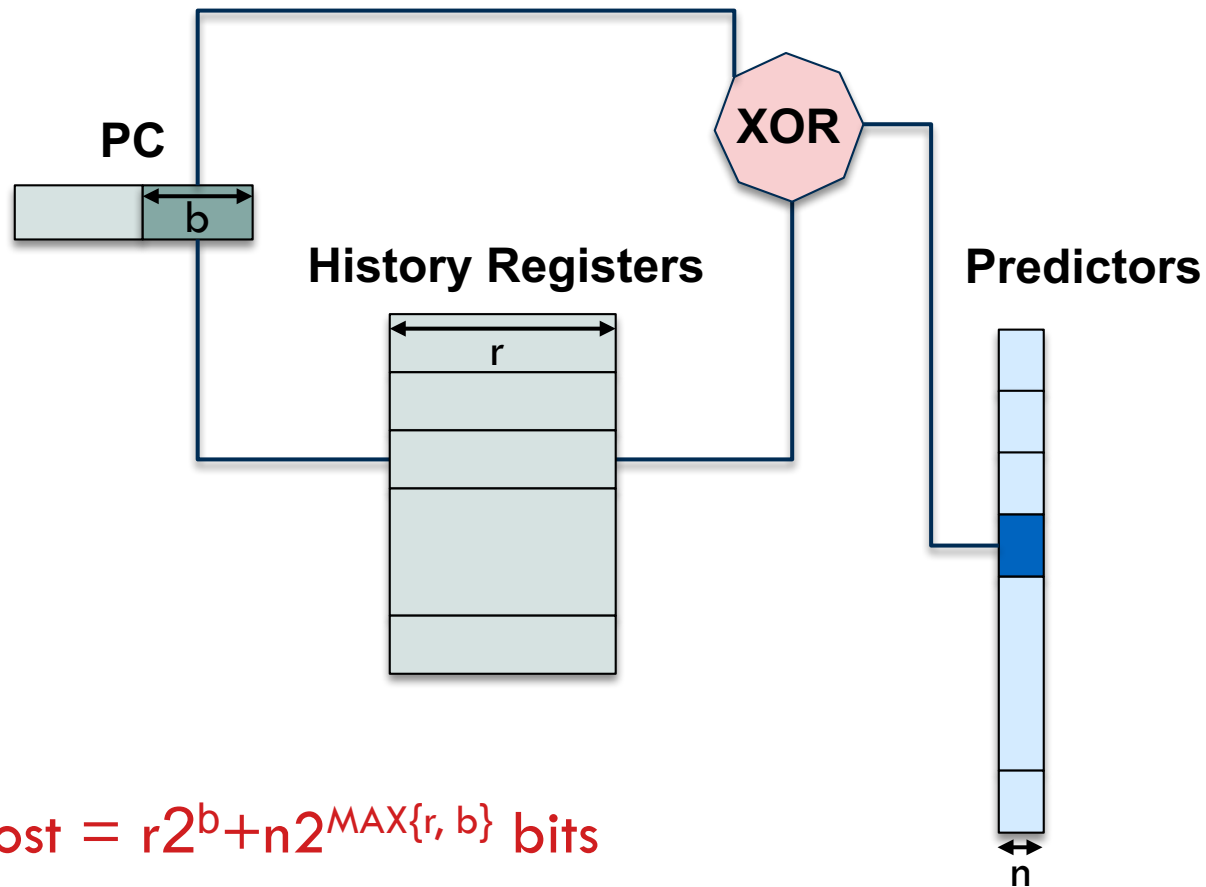 XOR
PC
b
History Registers
Predictors
r
ost = r2^b+n2^MAX{r, b} bits
n